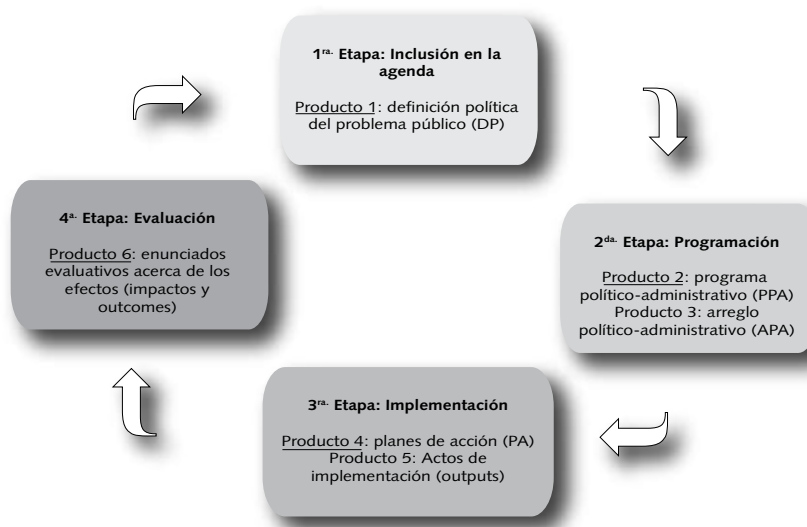 1ra. Etapa: Inclusión en la
agenda
Producto 1: definición política
del problema público (DP)
2da. Etapa: Programación
Producto 2: programa
político-administrativo (PPA)
Producto 3: arreglo
político-administrativo (APA)
3ra. Etapa: Implementación
Producto 4: planes de acción (PA)
Producto 5: Actos de
implementación (outputs)
4a. Etapa: Evaluación
Producto 6: enunciados
evaluativos acerca de los
efectos (impactos y
outcomes)